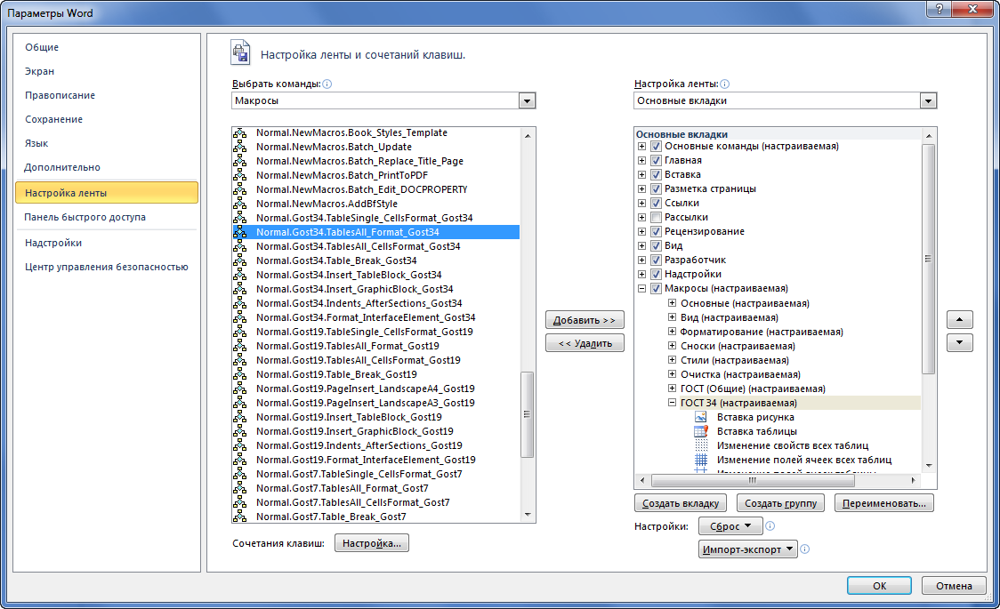 Параметры Word
Общие
Экран
Правописание
Сохранение
Язык
Дополнительно
Настройка ленты
Панель быстрого доступа
Надстройки
Центр управления безопасностью
Настройка ленты и сочетаний клавиш.
Выбрать команды:
Макросы
Normal.NewMacros.Book_Styles_Template
Normal.NewMacros.Batch_Update
Normal.NewMacros.Batch_Replace_Title_Page
Normal.NewMacros.Batch_PrintToPDF
Normal.NewMacros.Batch_Edit_DOCPROPERTY
Normal.NewMacros.AddBfStyle
Normal.Gost34.TableSingle_CellsFormat_Gost34
Normal.Gost34.TablesAll_Format_Gost34
Normal.Gost34.TablesAll_CellsFormat_Gost34
Normal.Gost34.Table_Break_Gost34
Normal.Gost34.Insert_TableBlock_Gost34
Normal.Gost34.Insert_GraphicBlock_Gost34
Normal.Gost34.Indents_AfterSections_Gost34
Normal.Gost34.Format_InterfaceElement_Gost34
Normal.Gost19.TableSingle_CellsFormat_Gost19
Normal.Gost19.TablesAll_Format_Gost19
Normal.Gost19.TablesAll_CellsFormat_Gost19
Normal.Gost19.Table_Break_Gost19
Normal.Gost19.PageInsert_LandscapeA4_Gost19
Normal.Gost19.PageInsert_LandscapeA3_Gost19
Normal.Gost19.Insert_TableBlock_Gost19
Normal.Gost19.Insert_GraphicBlock_Gost19
Normal.Gost19.Indents_AfterSections_Gost19
Normal.Gost19.Format_InterfaceElement_Gost19
Normal.Gost7.TableSingle_CellsFormat_Gost7
Normal.Gost7.TablesAll_Format_Gost7
Normal.Gost7.TablesAll_CellsFormat_Gost7
Normal.Gost7.Table_Break_Gost7
Сочетания клавиш: Настройка...
Добавить >>
<< Удалить
Настройка ленты:
Основные вкладки
Основные вкладки
Основные команды (настраиваемая)
Главная
Вставка
Разметка страницы
Ссылки
Рассылки
Рецензирование
Вид
Разработчик
Надстройки
Макросы (настраиваемая)
Основные (настраиваемая)
Вид (настраиваемая)
Форматирование (настраиваемая)
Сноски (настраиваемая)
Стили (настраиваемая)
Очистка (настраиваемая)
ГОСТ (Общие) (настраиваемая)
ГОСТ 34 (настраиваемая)
Вставка рисунка
Вставка таблицы
Изменение свойств всех таблиц
Изменение полей ячеек всех таблиц
Создать вкладку Создать группу Переименовать...
Настройки: Сброс
Импорт-экспорт
OK Отмена